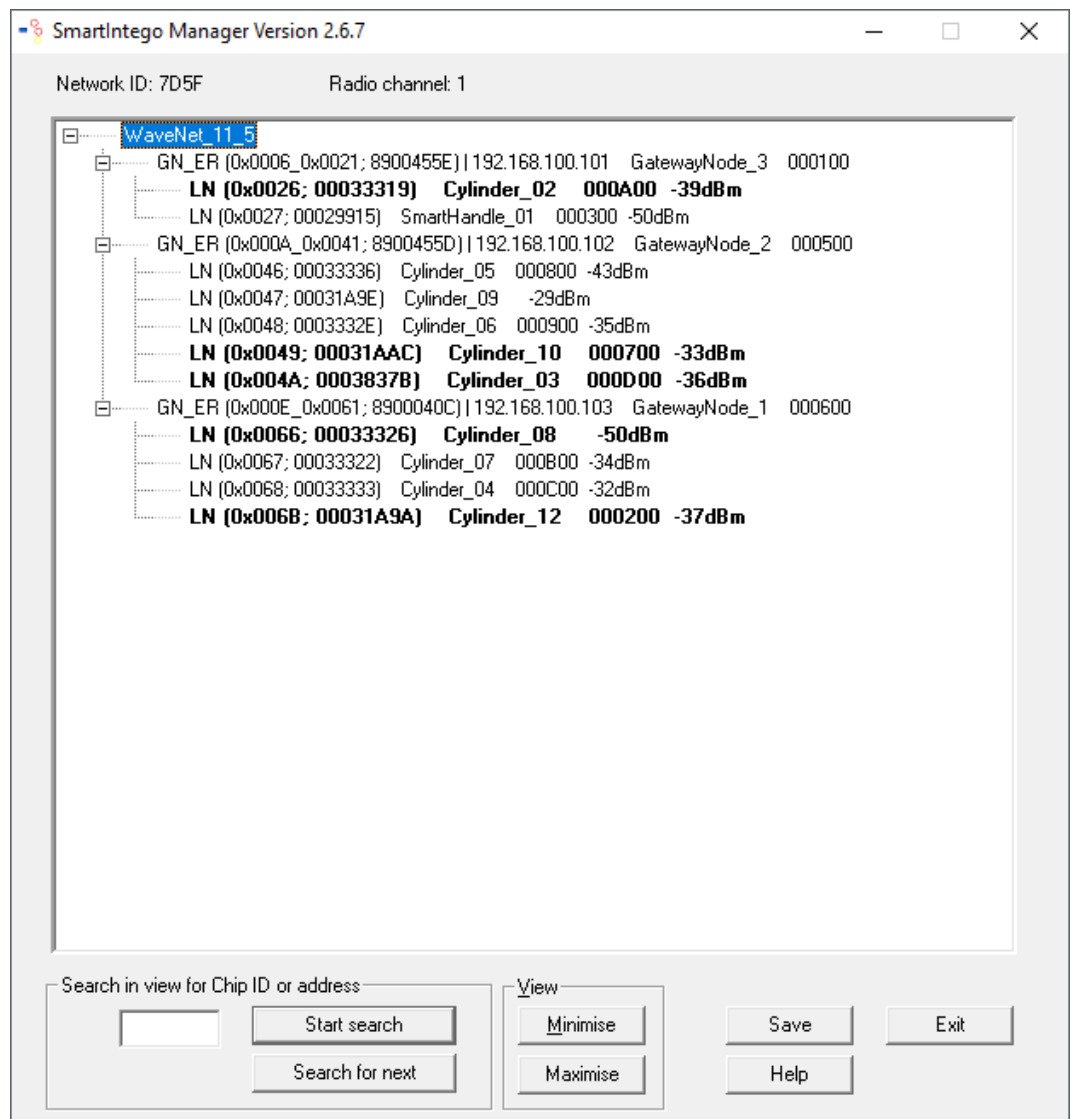 SmartIntego Manager Version 2.6.7
Network ID: 7D5F Radio channel: 1
WaveNet_11_5
GN_ER (0x0006_0x0021; 8900455E) | 192.168.100.101 GatewayNode_3 000100
LN (0x0026; 00033319) Cylinder_02 000A00 -39dBm
LN (0x0027; 00029915) SmartHandle_01 000300 -50dBm
GN_ER (0x000A_0x0041; 8900455D) | 192.168.100.102 GatewayNode_2 000500
LN (0x0046; 00033336) Cylinder_05 000800 -43dBm
LN (0x0047; 00031A9E) Cylinder_09 -29dBm
LN (0x0048; 0003332E) Cylinder_06 000900 -35dBm
LN (0x0049; 00031AAC) Cylinder_10 000700 -33dBm
LN (0x004A; 0003837B) Cylinder_03 000D00 -36dBm
GN_ER (0x000E_0x0061; 8900040C) | 192.168.100.103 GatewayNode_1 000600
LN (0x0066; 00033326) Cylinder_08 -50dBm
LN (0x0067; 00033322) Cylinder_07 000B00 -34dBm
LN (0x0068; 00033333) Cylinder_04 000C00 -32dBm
LN (0x006B; 00031A9A) Cylinder_12 000200 -37dBm
Search in view for Chip ID or address
Start search
Search for next
View
Minimise
Maximise
Save
Help
Exit